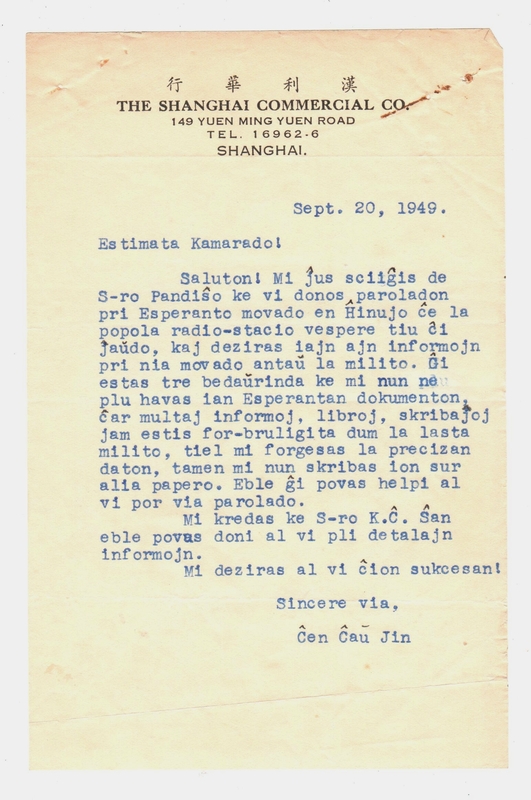 行 華 利 漢
THE SHANGHAI COMMERCIAL CO.
149 YUEN MING YUEN ROAD
TEL. 16962-6
SHANGHAI.
Sept. 20, 1949.
Estimata Kamarado!
Saluton! Mi ĵus sciiĝis de
S-ro Pandiŝo ke vi donos paroladon
pri Esperanto movado en Ĥinujo ĉe la
popola radio-stacio vespere tiu ĉi
ĵaŭdo, kaj deziras iajn ajn informojn
pri nia movado antaŭ la milito. Ĝi
estas tre bedaŭrinda ke mi nun ne
plu havas ian Esperantan dokumenton,
ĉar multaj informoj, libroj, skribaĵoj
jam estis for-bruligita dum la lasta
milito, tiel mi forgesas la precizan
daton, tamen mi nun skribas ion sur
alia papero. Eble ĝi povas helpi al
vi por via parolado.
Mi kredas ke S-ro K.Ĉ. Ŝan
eble povas doni al vi pli detalajn
informojn.
Mi deziras al vi ĉion sukcesan!
Sincere via,
Ĉen Ĉaŭ Jin